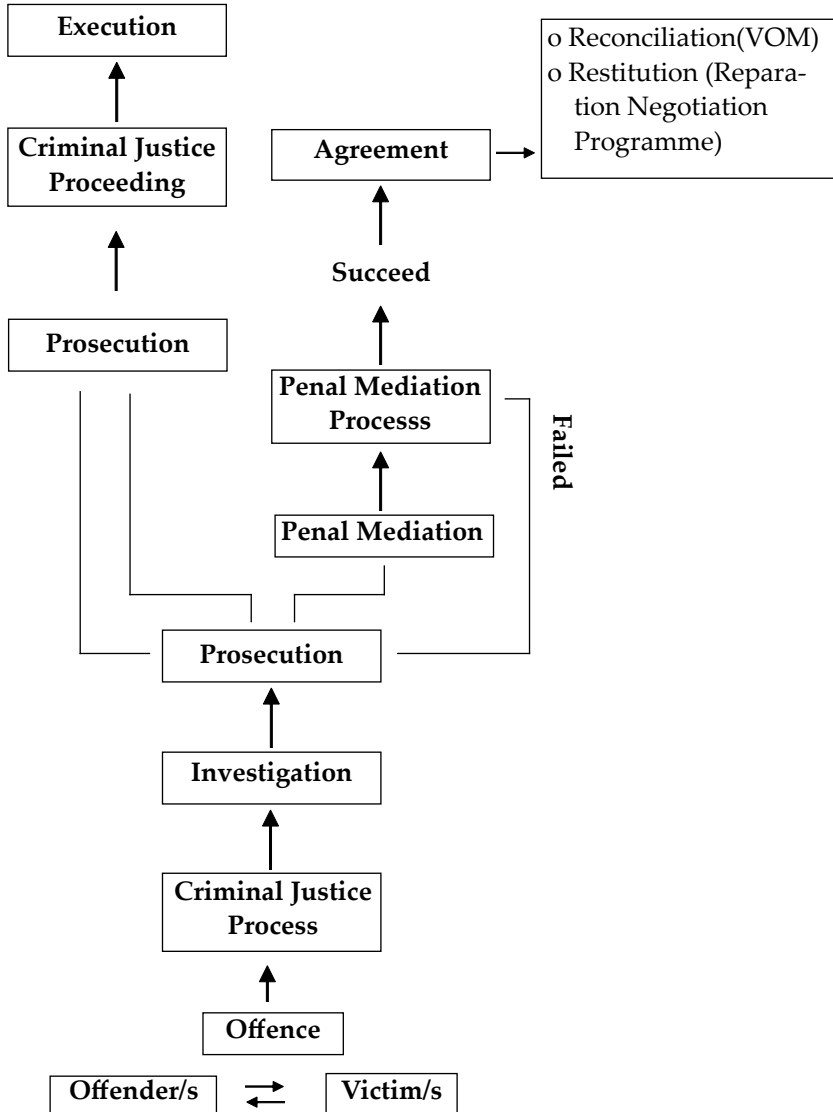 Execution
o Reconciliation(VOM)
o Restitution (Repara-
tion Negotiation
Programme)
Criminal Justice
Proceeding
Agreement
Succeed
Prosecution
Penal Mediation
Processs
Failed
Penal Mediation
Prosecution
Investigation
Criminal Justice
Process
Offence
Offender/s
Victim/s